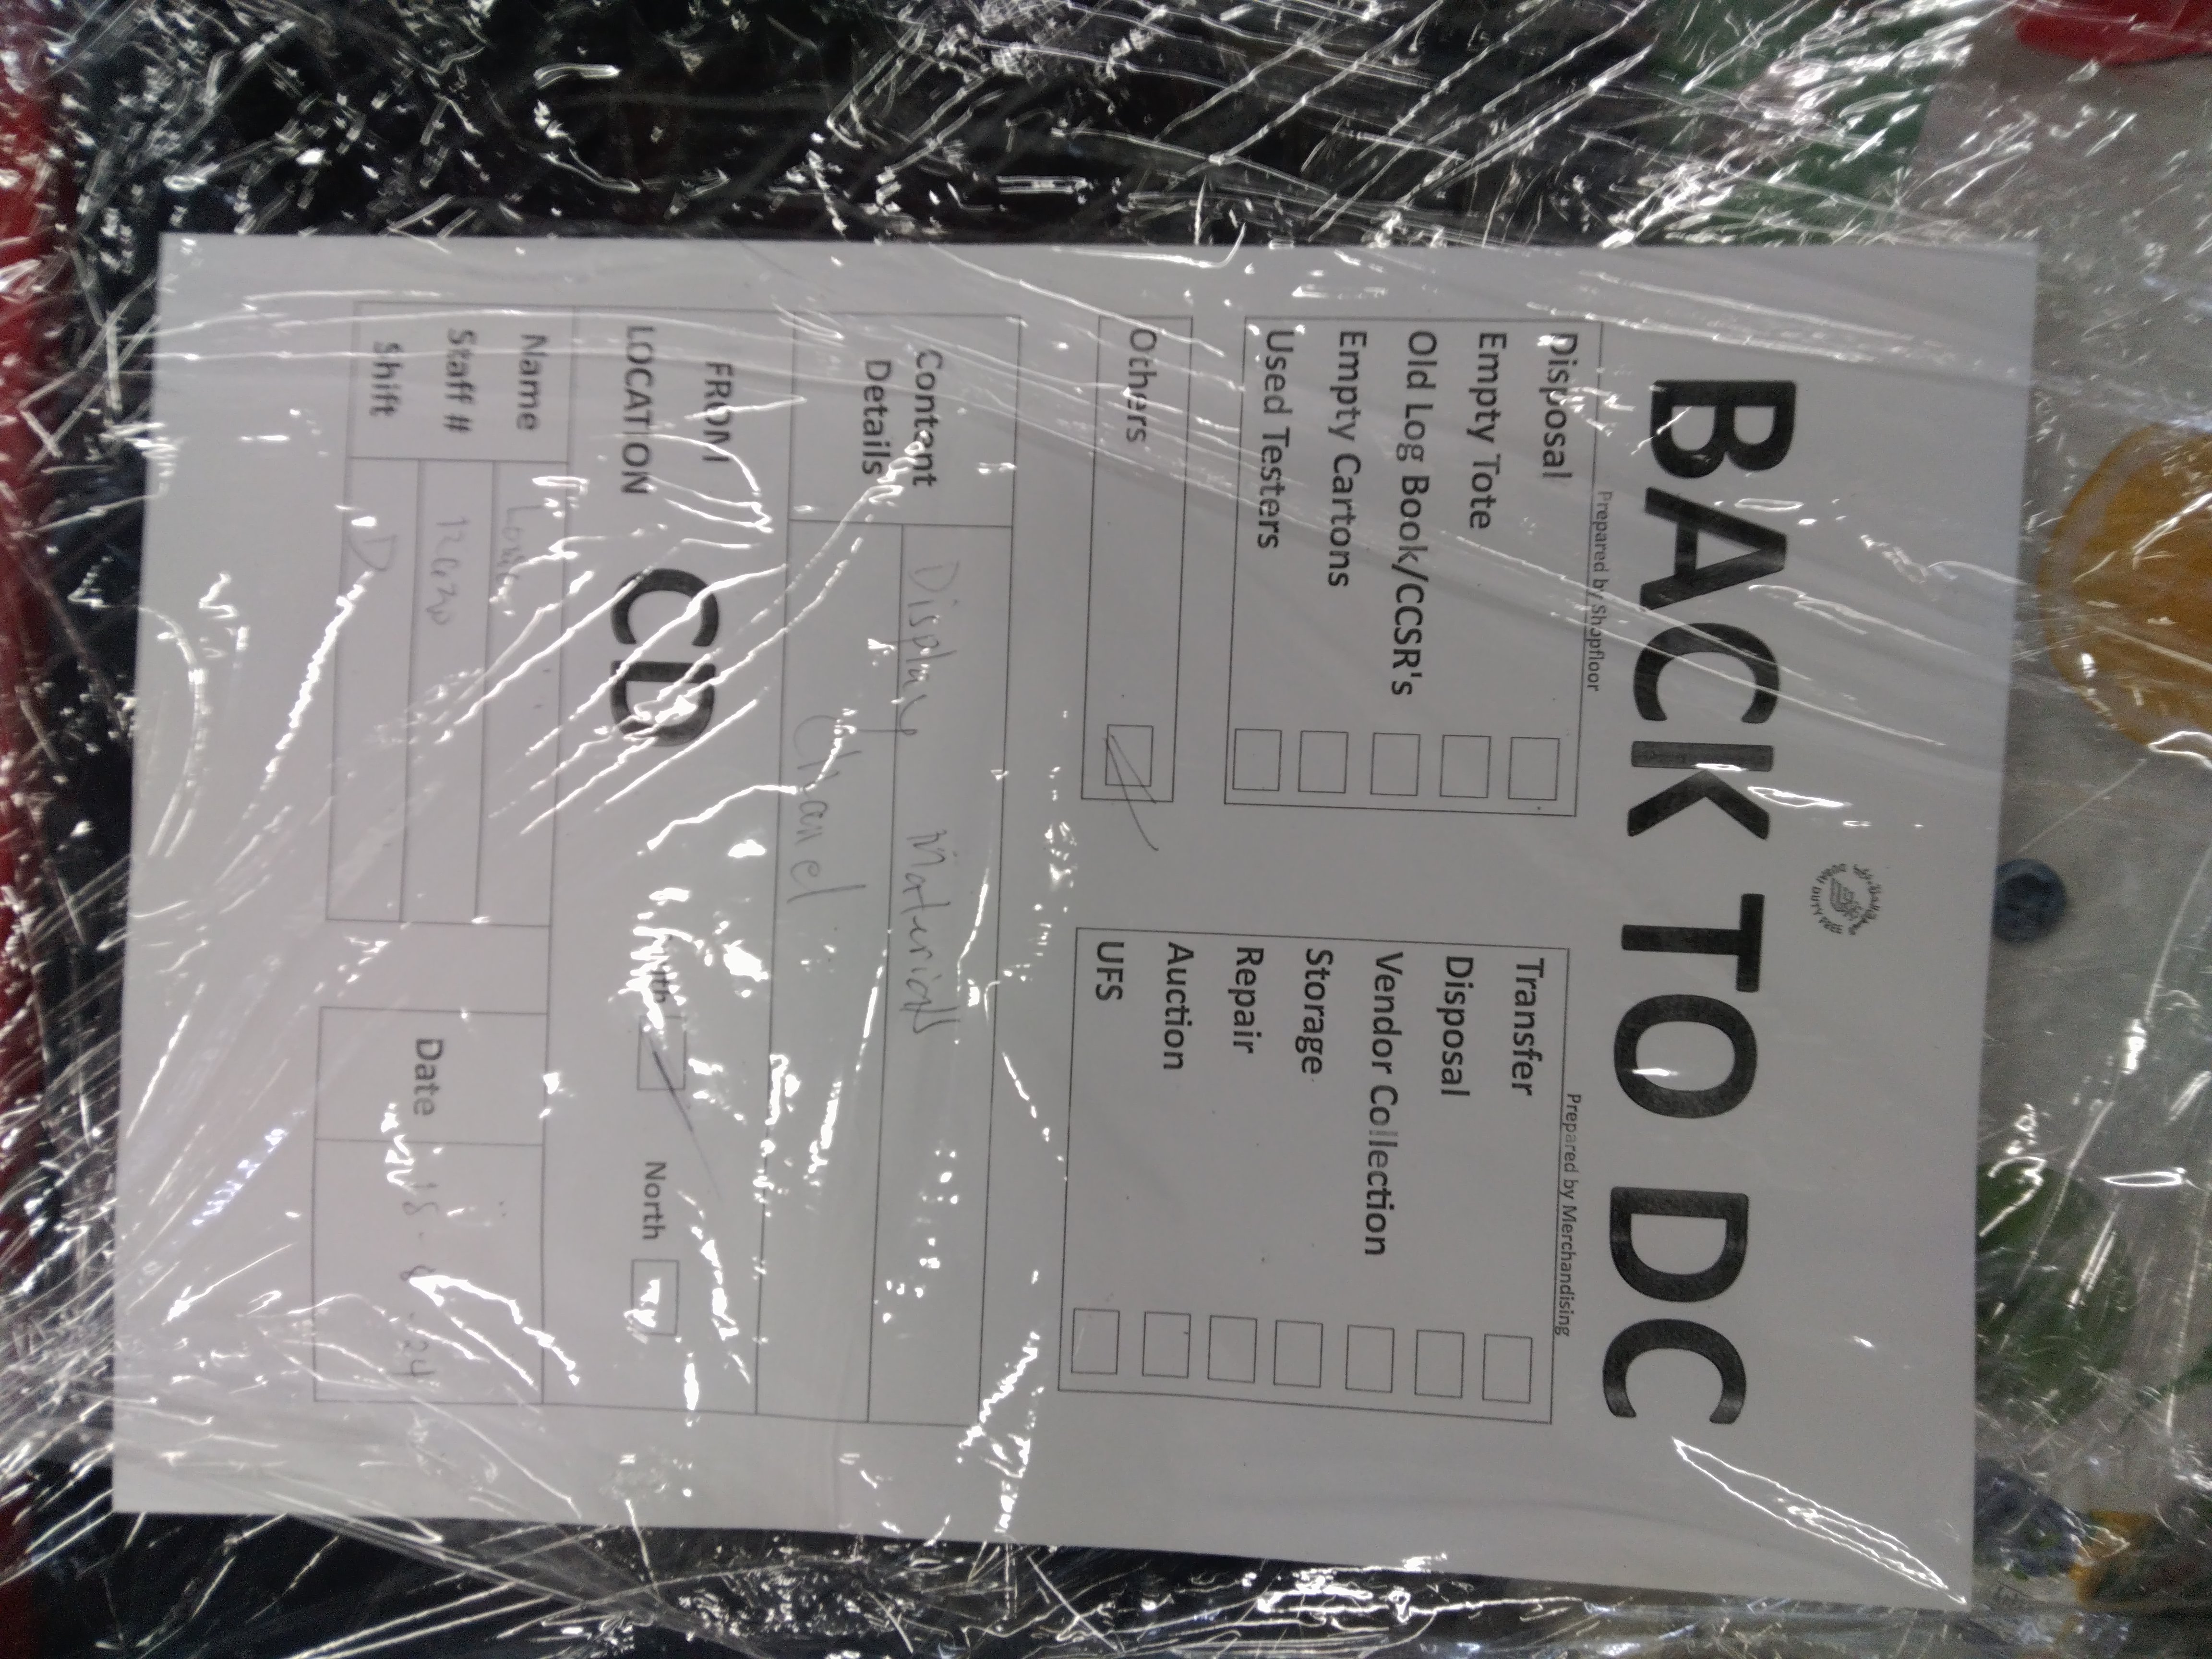 BACK TO DC
Prepared by Shopfloor
Disposal
Empty Tote
Old Log Book/CCSR's
Empty Cartons
Used Testers
Others
Prepared by Merchandising
Transfer
Disposal
Vendor Collection
Storage
Repair
Auction
UFS
Content Details
Display Materials
Chanel
FROM LOCATION
CD
North
Name
Staff #
Shift
D
Date